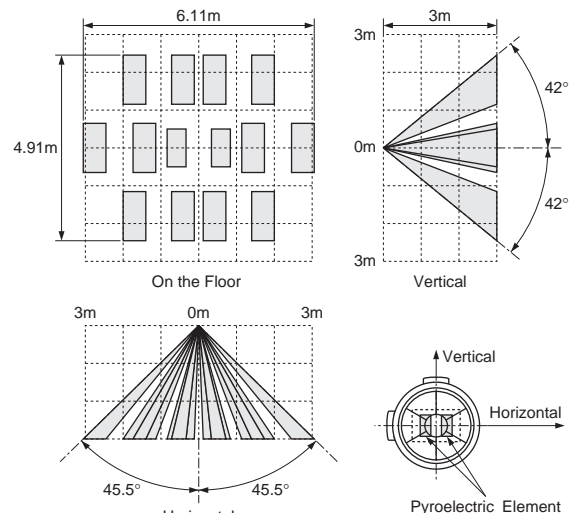 6.11m
4.91m
On the Floor
3m
3m
0m
3m
42°
42°
Vertical
3m
0m
3m
45.5°
45.5°
Vertical
Horizontal
Pyroelectric Element